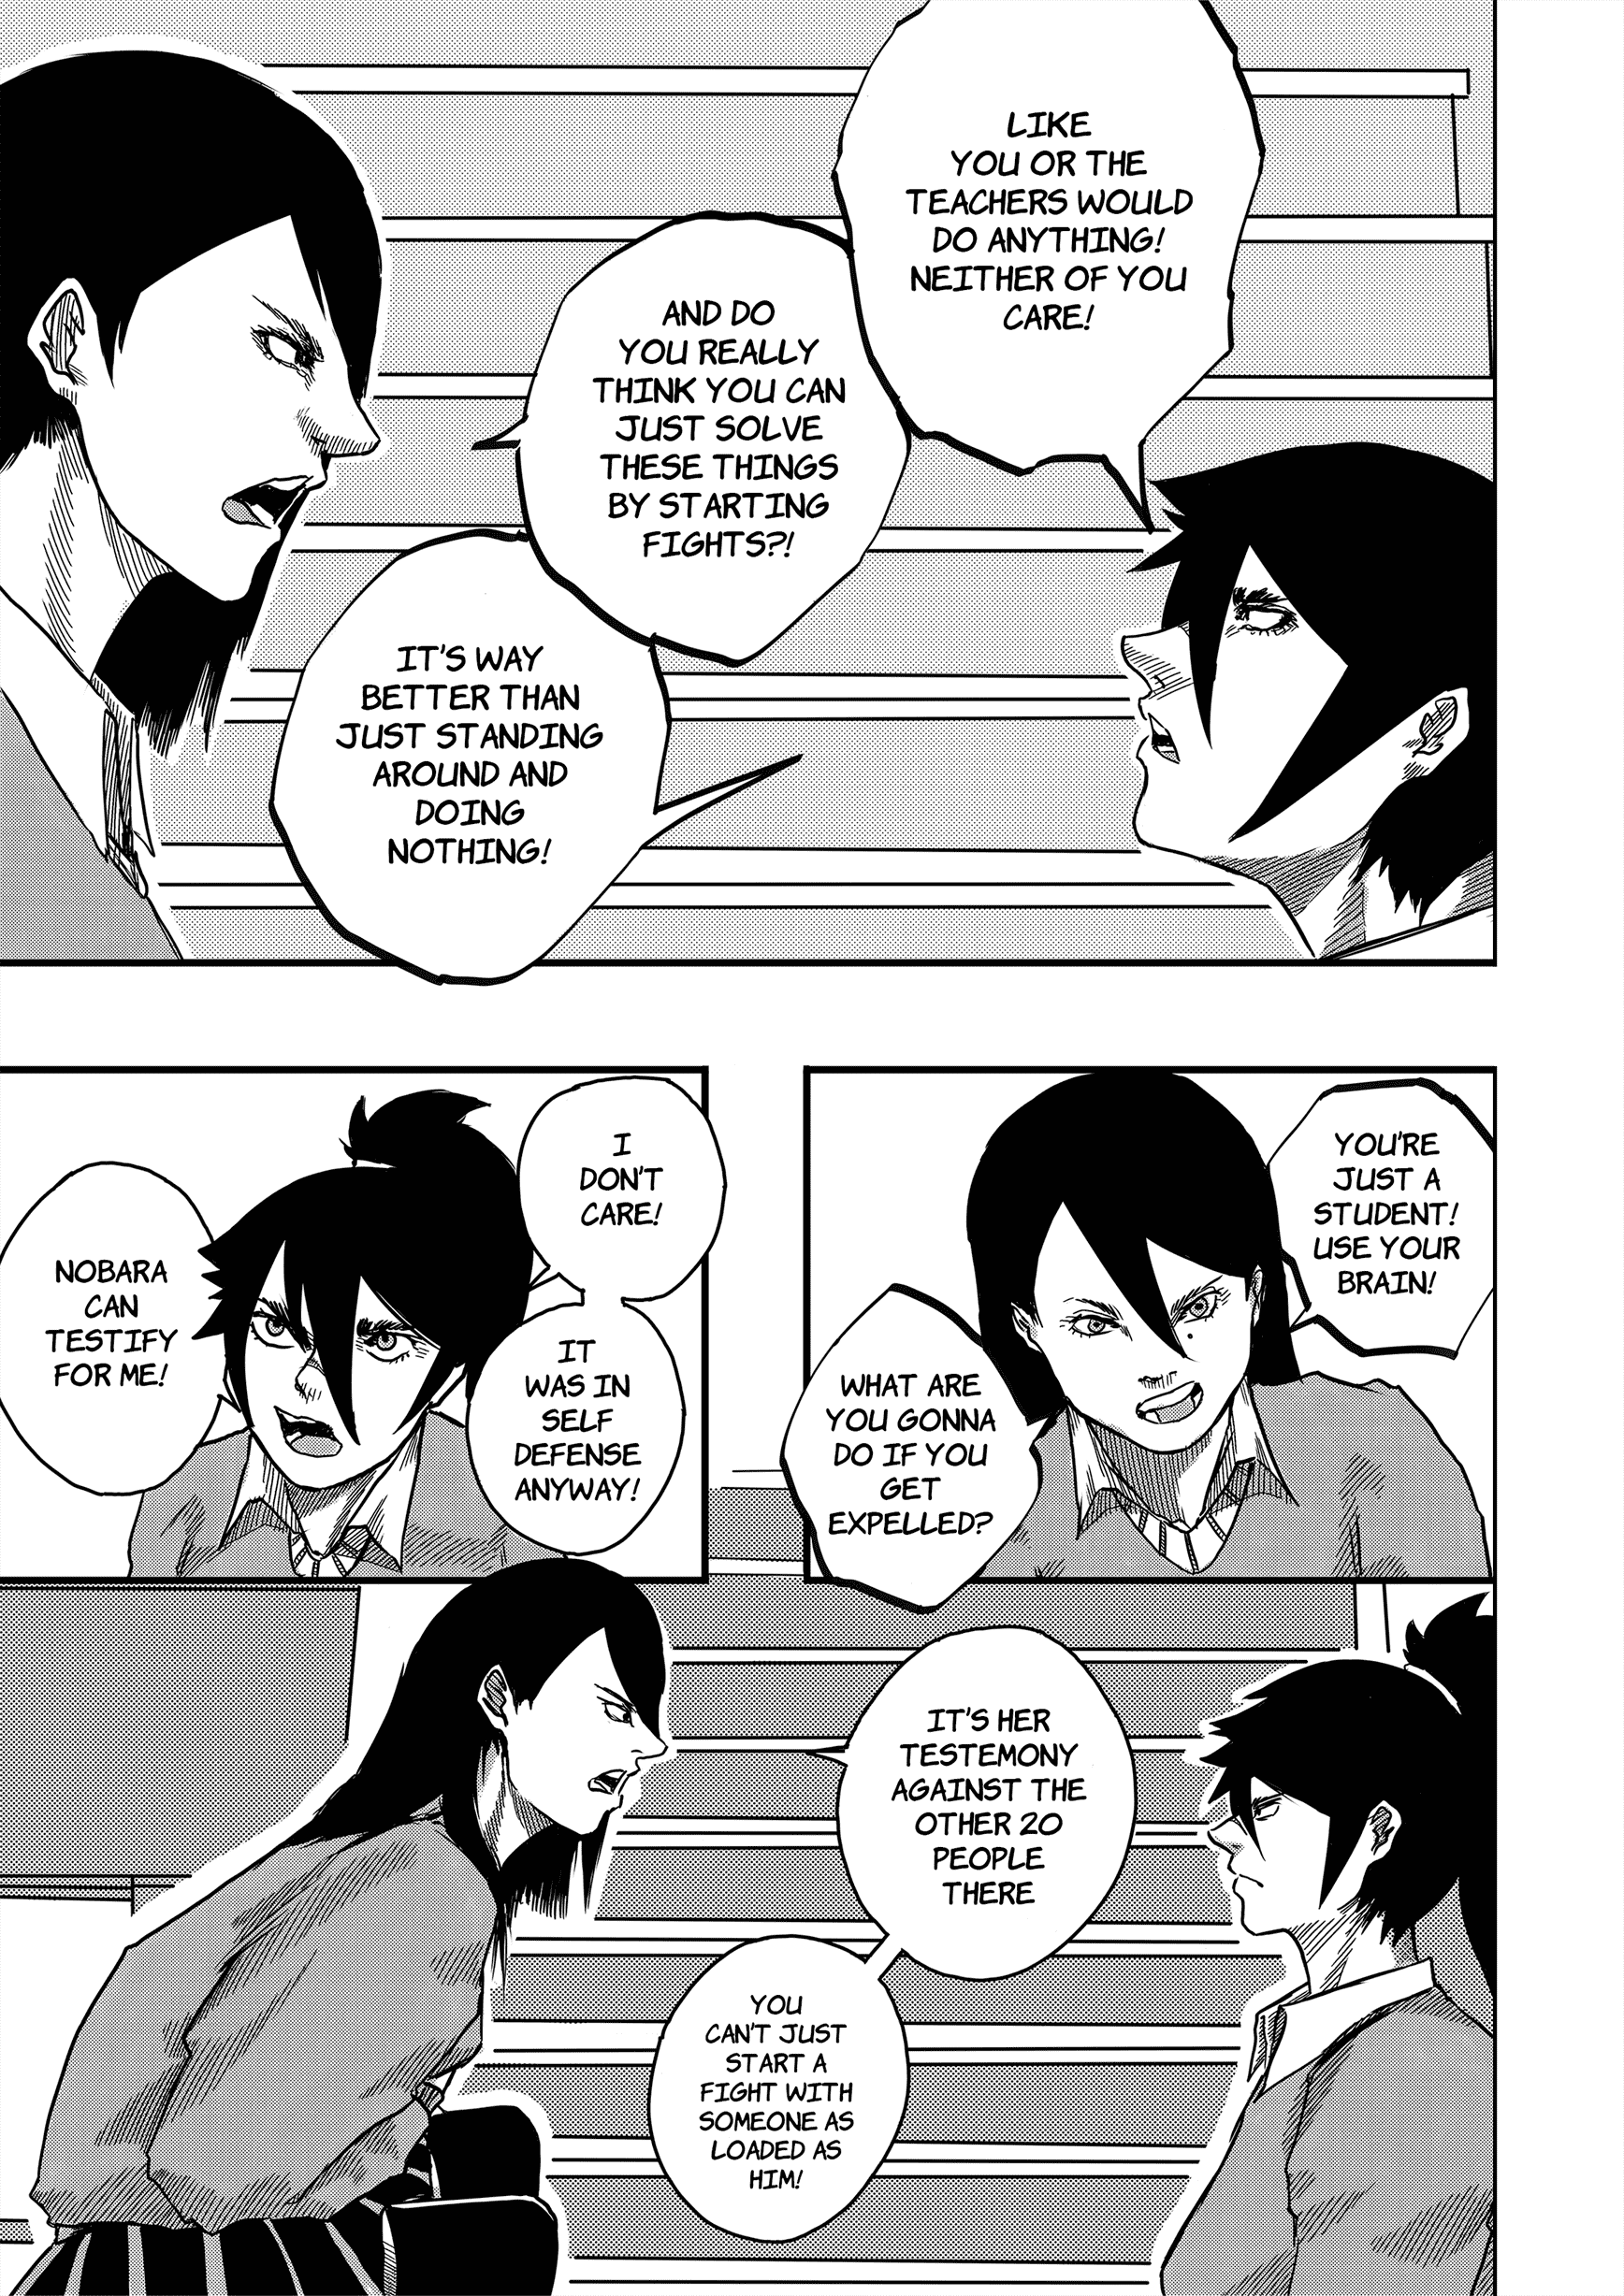 LIKE
YOU OR THE
TEACHERS WOULD
DO ANYTHING!
NEITHER OF YOU
CARE!
AND DO
YOU REALLY
THINK YOU CAN
JUST SOLVE
THESE THINGS
BY STARTING
FIGHTS?!
IT'S WAY
BETTER THAN
JUST STANDING
AROUND AND
DOING
NOTHING!
YOU'RE
JUST A
STUDENT!
USE YOUR
BRAIN!
WHAT ARE
YOU GONNA
DO IF YOU
GET
EXPELLED?
I
DON'T
CARE!
IT
WAS IN
SELF
DEFENSE
ANYWAY!
NOBARA
CAN
TESTIFY
FOR ME!
IT'S HER
TESTEMONY
AGAINST THE
OTHER 20
PEOPLE
THERE
YOU
CAN'T JUST
START A
FIGHT WITH
SOMEONE AS
LOADED AS
HIM!